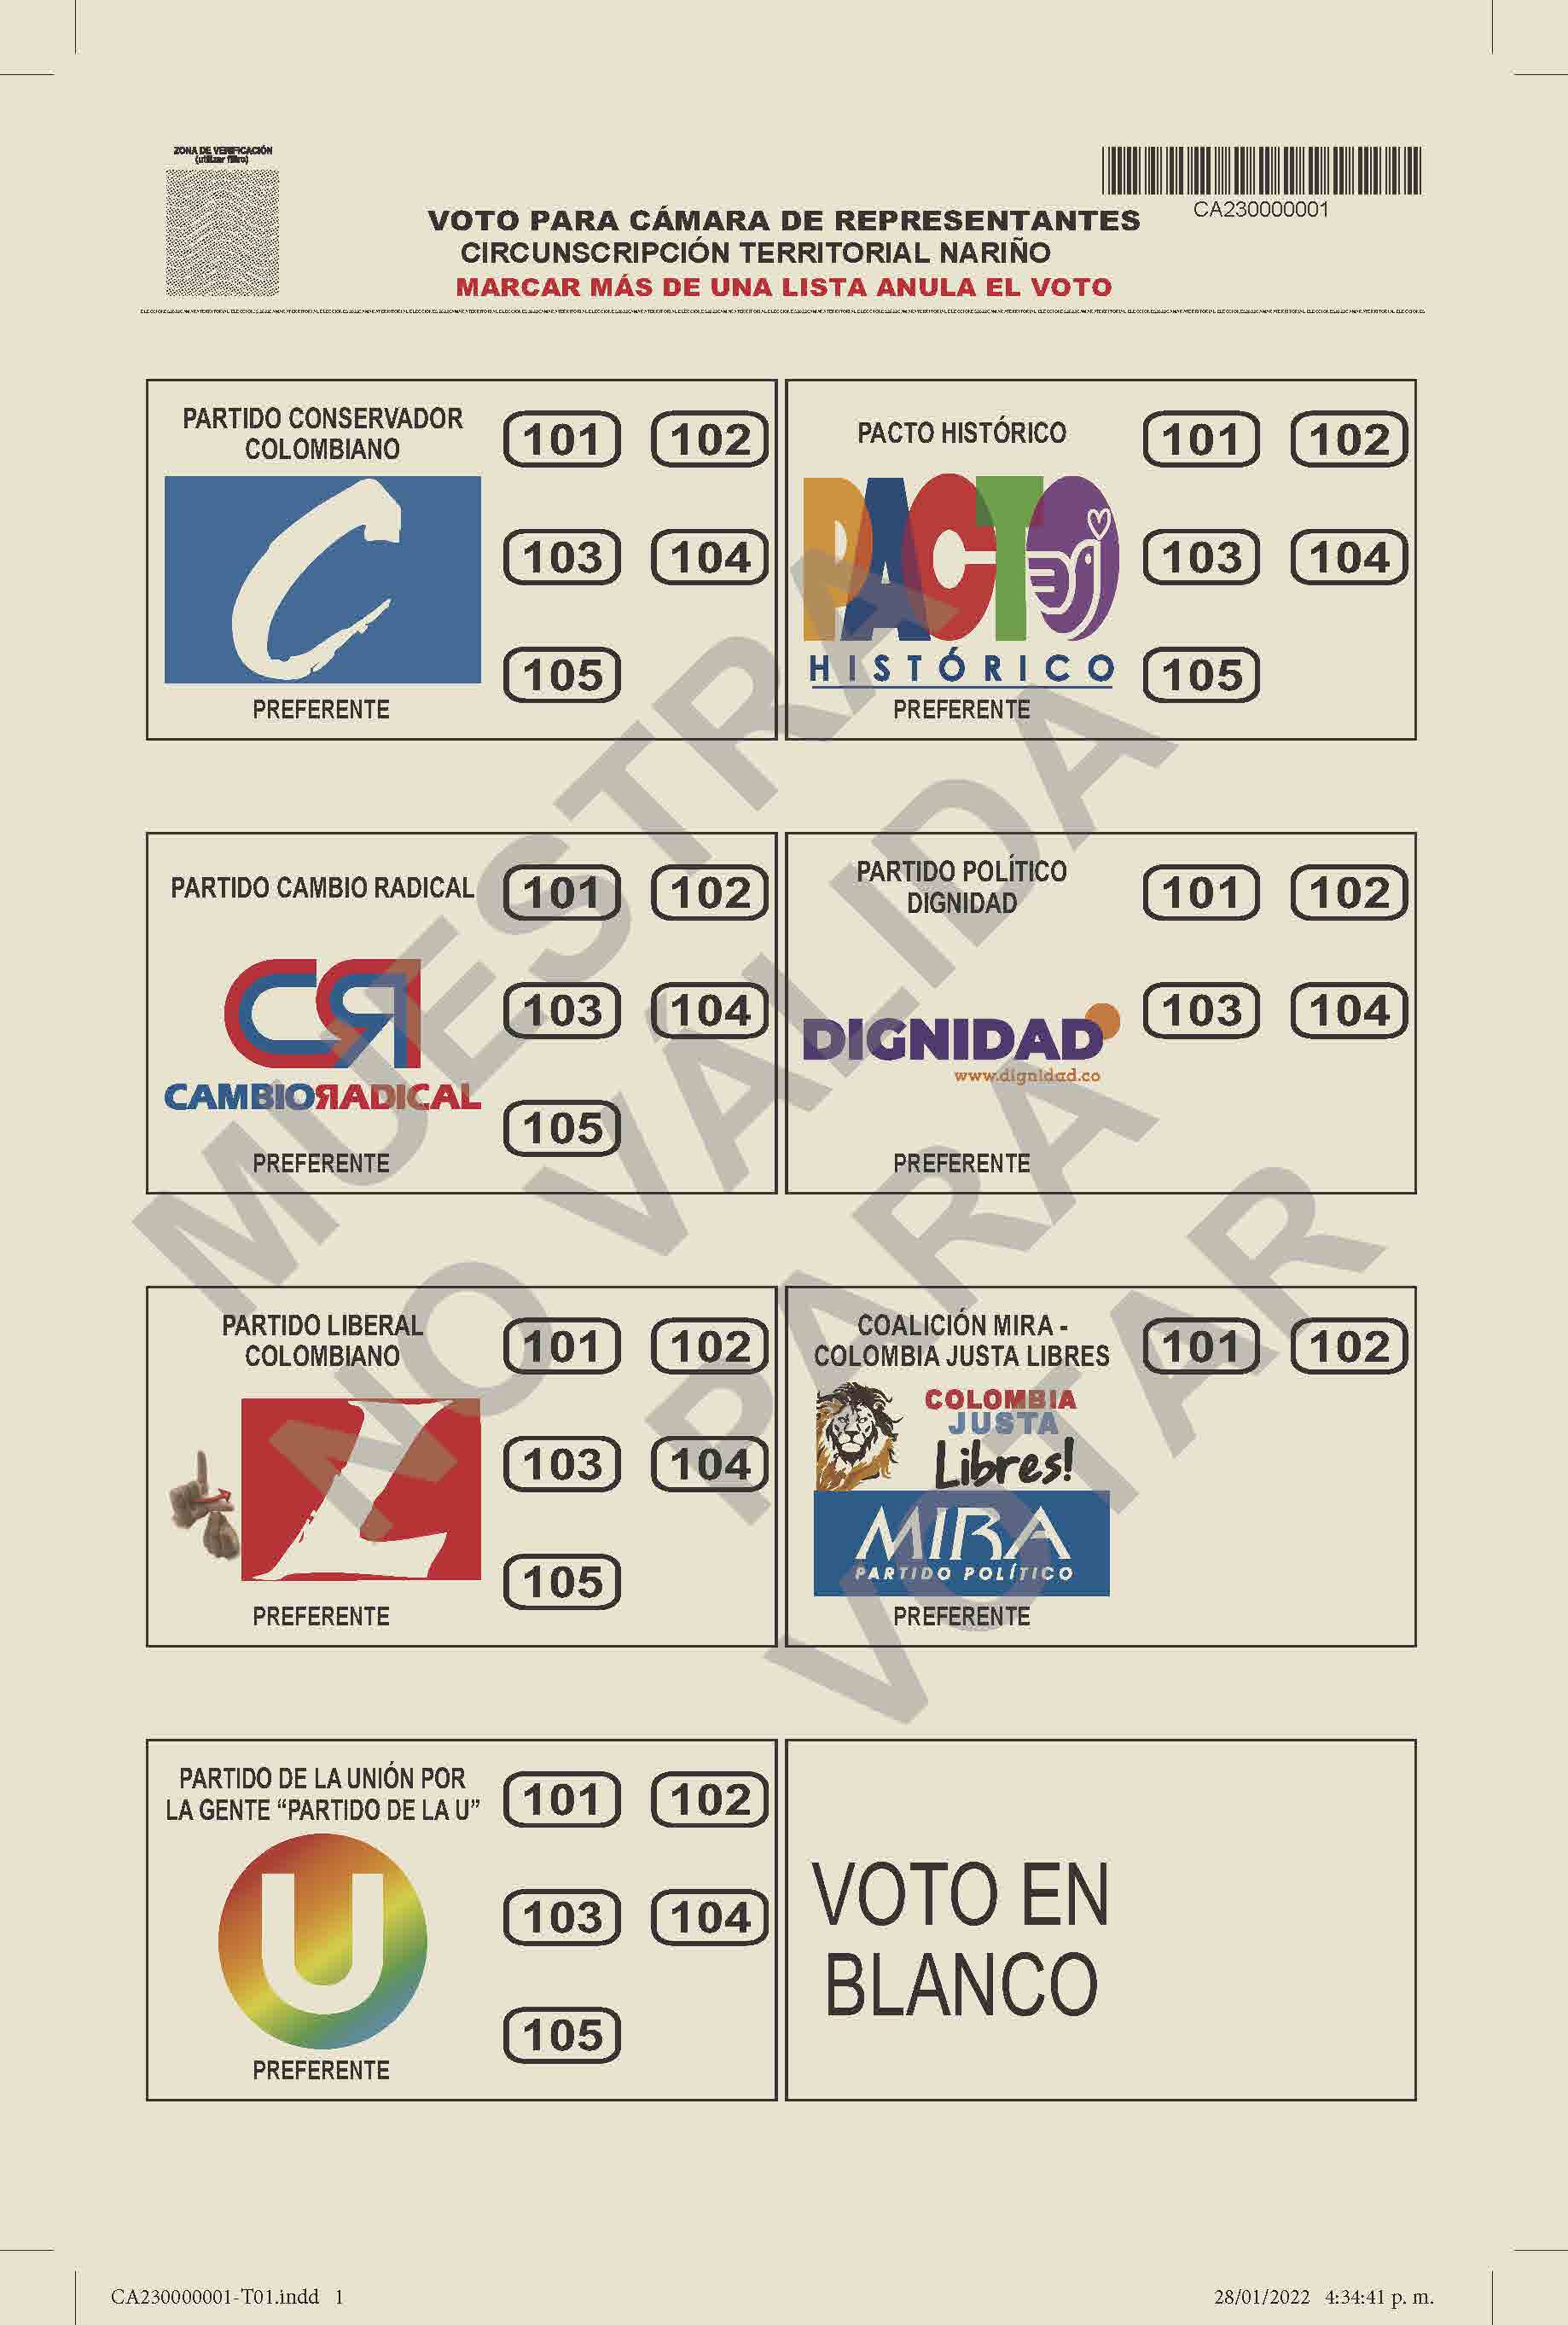 ZONA DE VERIFICACIÓN
(utilizar filtro)
CA230000001
VOTO PARA CÁMARA DE REPRESENTANTES
CIRCUNSCRIPCIÓN TERRITORIAL NARIÑO
MARCAR MÁS DE UNA LISTA ANULA EL VOTO
PARTIDO CONSERVADOR
COLOMBIANO
101 102
103 104
105
PREFERENTE
PACTO HISTÓRICO
PACTO
HISTÓRICO
101 102
103 104
105
PREFERENTE
PARTIDO CAMBIO RADICAL
CR
CAMBIO RADICAL
101 102
103 104
105
PREFERENTE
PARTIDO POLÍTICO
DIGNIDAD
DIGNIDAD
www.dignidad.co
101 102
103 104
PREFERENTE
PARTIDO LIBERAL
COLOMBIANO
L
101 102
103 104
105
PREFERENTE
COALICIÓN MIRA -
COLOMBIA JUSTA LIBRES
COLOMBIA
JUSTA
Libres!
MIRA
PARTIDO POLÍTICO
101 102
PREFERENTE
PARTIDO DE LA UNIÓN POR
LA GENTE “PARTIDO DE LA U”
U
101 102
103 104
105
PREFERENTE
VOTO EN
BLANCO
MUESTRA
NO VÁLIDA
PARA
VOTAR
CA230000001-T01.indd 1
28/01/2022 4:34:41 p. m.